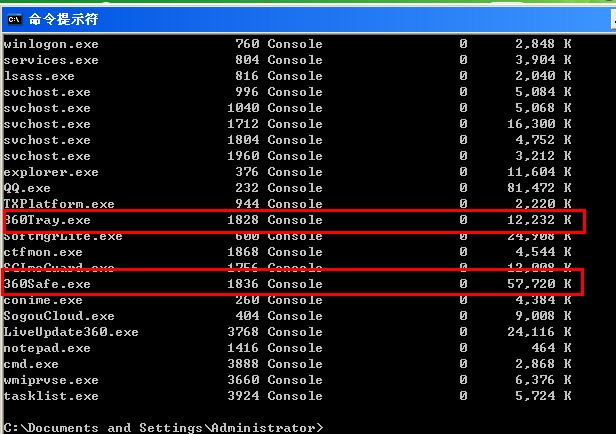 C:\ 命令提示符
winlogon.exe 760 Console 0 2,848 K
services.exe 804 Console 0 3,904 K
lsass.exe 816 Console 0 2,040 K
svchost.exe 996 Console 0 5,084 K
svchost.exe 1040 Console 0 5,068 K
svchost.exe 1712 Console 0 16,300 K
svchost.exe 1804 Console 0 4,752 K
svchost.exe 1960 Console 0 3,212 K
explorer.exe 376 Console 0 11,604 K
QQ.exe 232 Console 0 81,472 K
TXPlatform.exe 944 Console 0 2,220 K
360Tray.exe 1828 Console 0 12,232 K
SoftMgrLite.exe 600 Console 0 24,908 K
ctfmon.exe 1868 Console 0 4,544 K
SGImeGuard.exe 1756 Console 0 12,008 K
360Safe.exe 1836 Console 0 57,720 K
conime.exe 260 Console 0 4,384 K
SogouCloud.exe 404 Console 0 9,008 K
LiveUpdate360.exe 3768 Console 0 24,116 K
notepad.exe 1416 Console 0 464 K
cmd.exe 3888 Console 0 2,868 K
wmiprvse.exe 3660 Console 0 6,376 K
tasklist.exe 3924 Console 0 5,724 K
C:\Documents and Settings\Administrator>